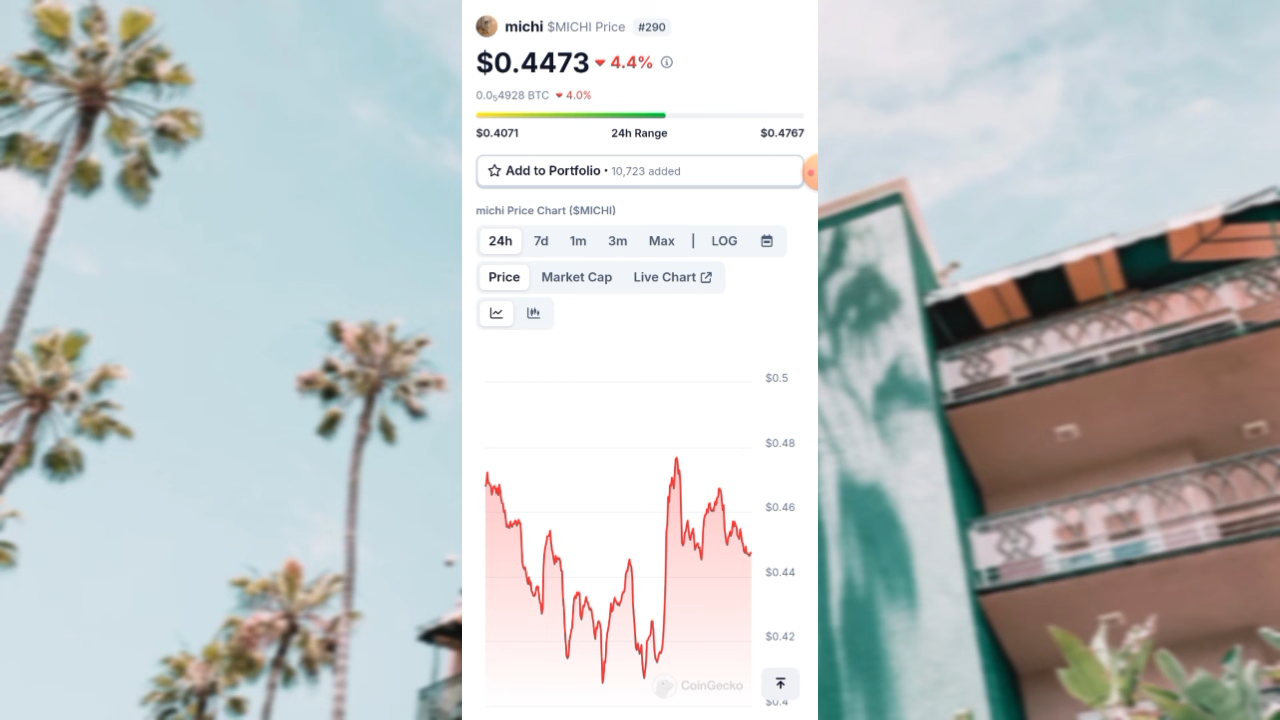 michi $MICHI Price #290
$0.4473 4.4%
0.0₅4928 BTC 4.0%
$0.4071 24h Range $0.4767
Add to Portfolio • 10,723 added
michi Price Chart ($MICHI)
24h 7d 1m 3m Max | LOG
Price Market Cap Live Chart
$0.5
$0.48
$0.46
$0.44
$0.42
CoinGecko
$0.4